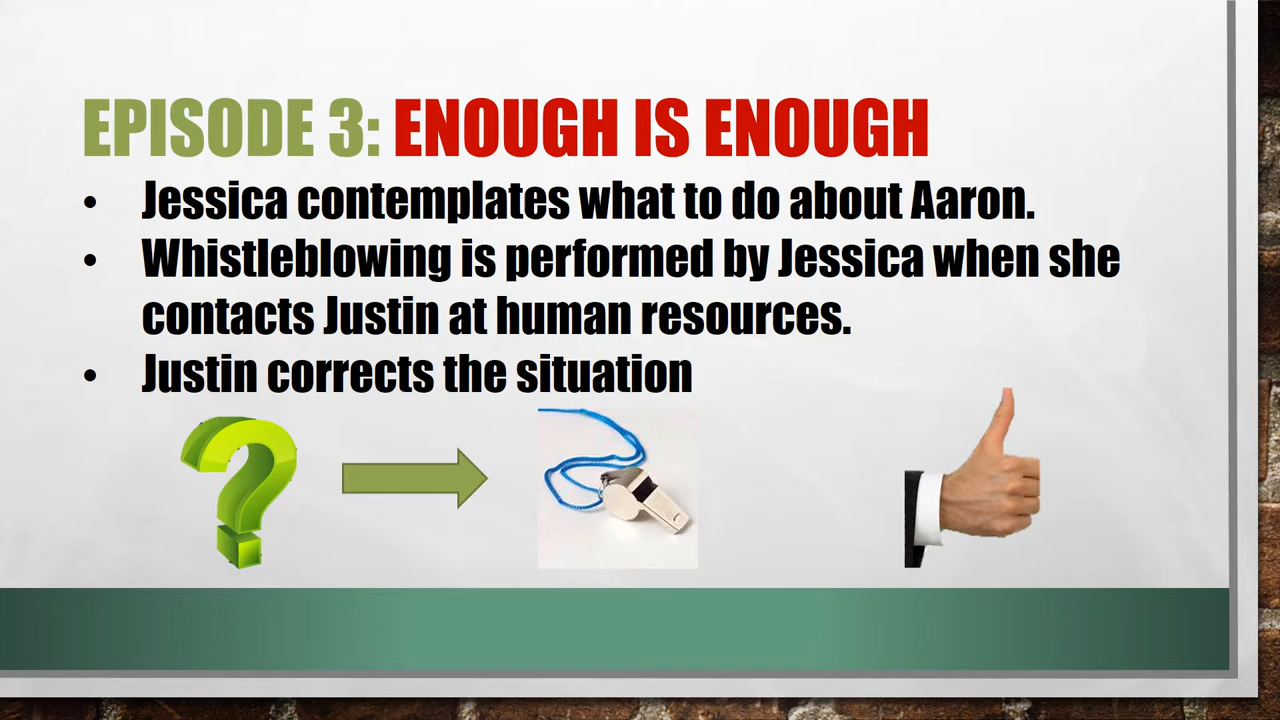 EPISODE 3: ENOUGH IS ENOUGH
• Jessica contemplates what to do about Aaron.
• Whistleblowing is performed by Jessica when she
contacts Justin at human resources.
• Justin corrects the situation